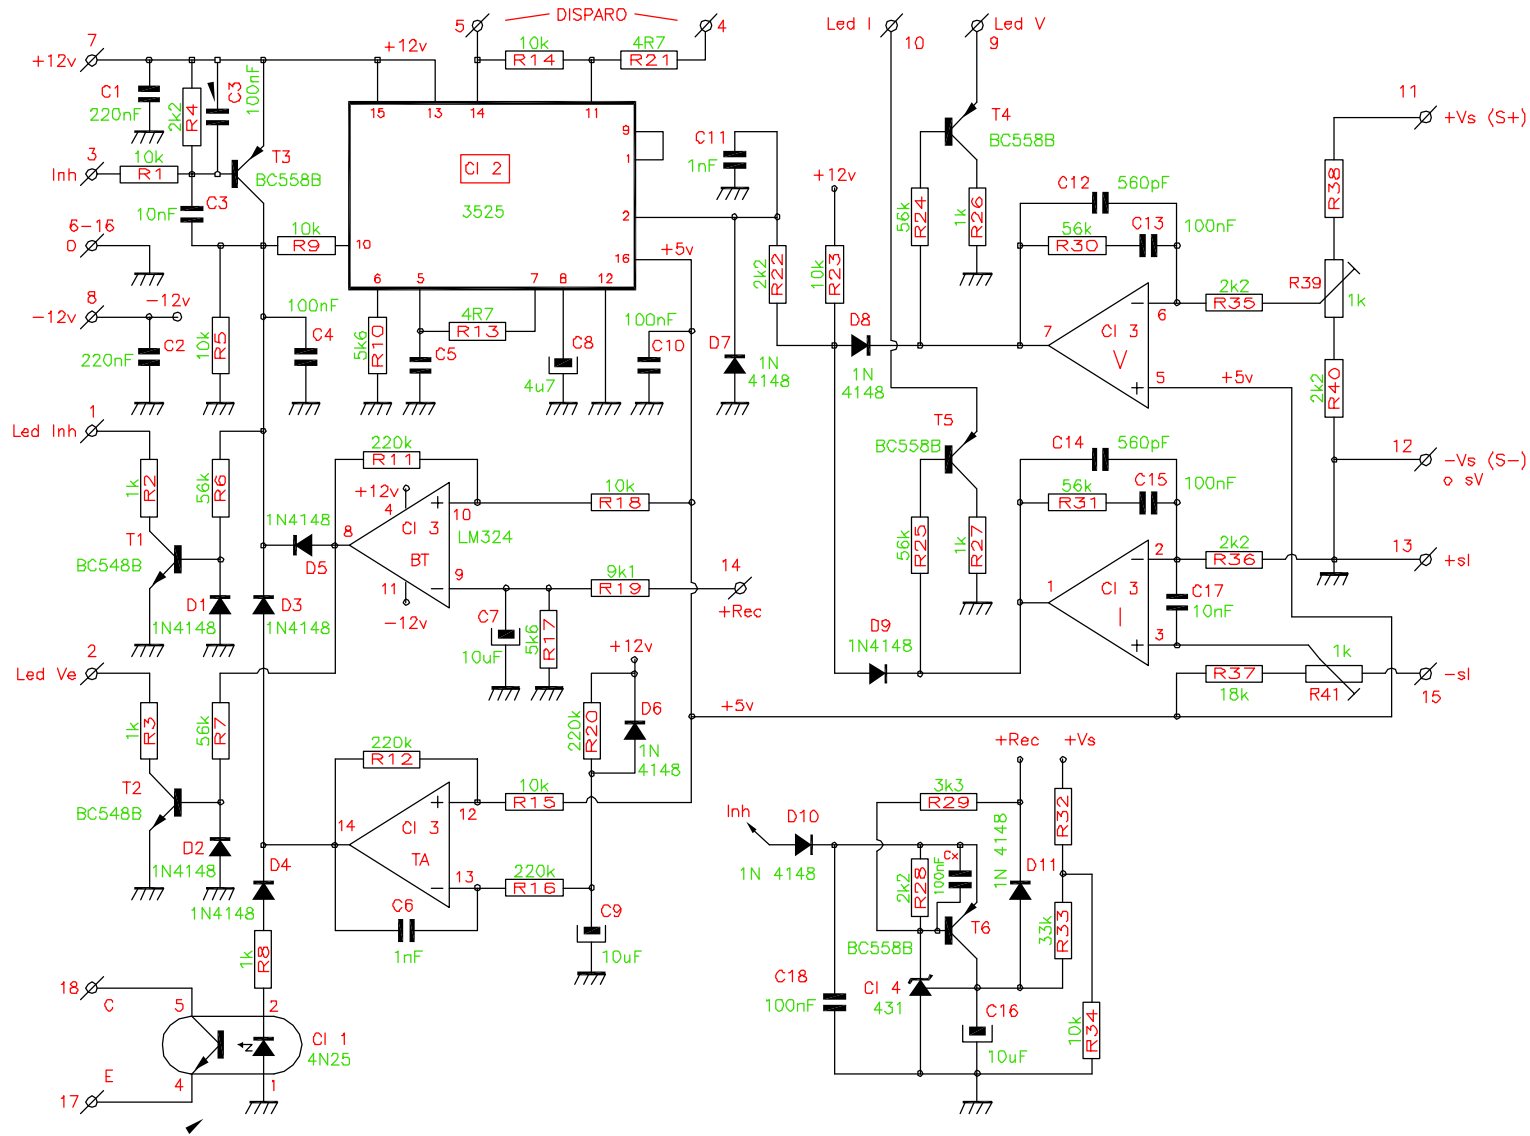 DISPARO
5
4
7
+12v
+12v
10k
R14
4R7
R21
Led I
10
Led V
9
C1
220nF
2k2
R4
C3
100nF
15
13
14
11
9
1
CI 2
3525
2
16
+5v
3
Inh
10k
R1
T3
BC558B
C3
10nF
6-16
0
10k
R9
10
6
5
7
8
12
C11
1nF
T4
BC558B
11
+Vs (S+)
R38
+12v
56k
R24
1k
R26
C12
560pF
56k
R30
C13
100nF
8
-12v
-12v
C2
220nF
10k
R5
100nF
C4
5k6
R10
4R7
R13
C5
C8
4u7
100nF
C10
2k2
R22
10k
R23
D7
1N
4148
D8
1N
4148
7
CI 3
V
6
5
2k2
R35
R39
1k
+5v
2k2
R40
1
Led Inh
1k
R2
56k
R6
T1
BC548B
D1
1N4148
D3
1N4148
1N4148
D5
220k
R11
+12v
4
CI 3
BT
8
10
LM324
9
11
-12v
10k
R18
9k1
R19
14
+Rec
C7
10uF
5k6
R17
T5
BC558B
56k
R25
1k
R27
C14
560pF
56k
R31
C15
100nF
12
-Vs (S-)
o sV
1
CI 3
I
2
3
2k2
R36
C17
10nF
13
+sI
D9
1N4148
1k
R37
18k
R41
-sI
15
2
Led Ve
1k
R3
56k
R7
T2
BC548B
D2
1N4148
D4
1N4148
+12v
220k
R20
D6
1N
4148
+5v
220k
R12
14
CI 3
TA
12
13
10k
R15
220k
R16
C6
1nF
C9
10uF
1k
R8
18
C
5
2
CI 1
4N25
E
17
4
1
+Rec
+Vs
Inh
D10
1N 4148
3k3
R29
1N 4148
D11
R32
2k2
R28
100nF
Cx
T6
BC558B
33k
R33
C18
100nF
CI 4
431
C16
10uF
10k
R34